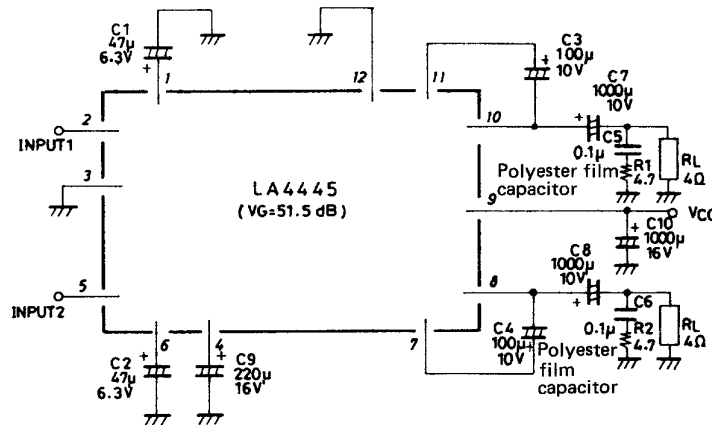 C1
47μ
6.3V
+
1
12
11
C3
+
100μ
10V
C7
1000μ
10V
+
2
INPUT1
10
C5
0.1μ
R1
4.7
RL
4Ω
Polyester film
capacitor
3
LA4445
(VG=51.5 dB)
9
VCC
+
C10
1000μ
16V
C8
1000μ
10V
+
5
INPUT2
8
C6
0.1μ
R2
4.7
RL
4Ω
C4
100μ
+
10V
7
Polyester
film
capacitor
6
4
+
C2
47μ
6.3V
+
C9
220μ
16V